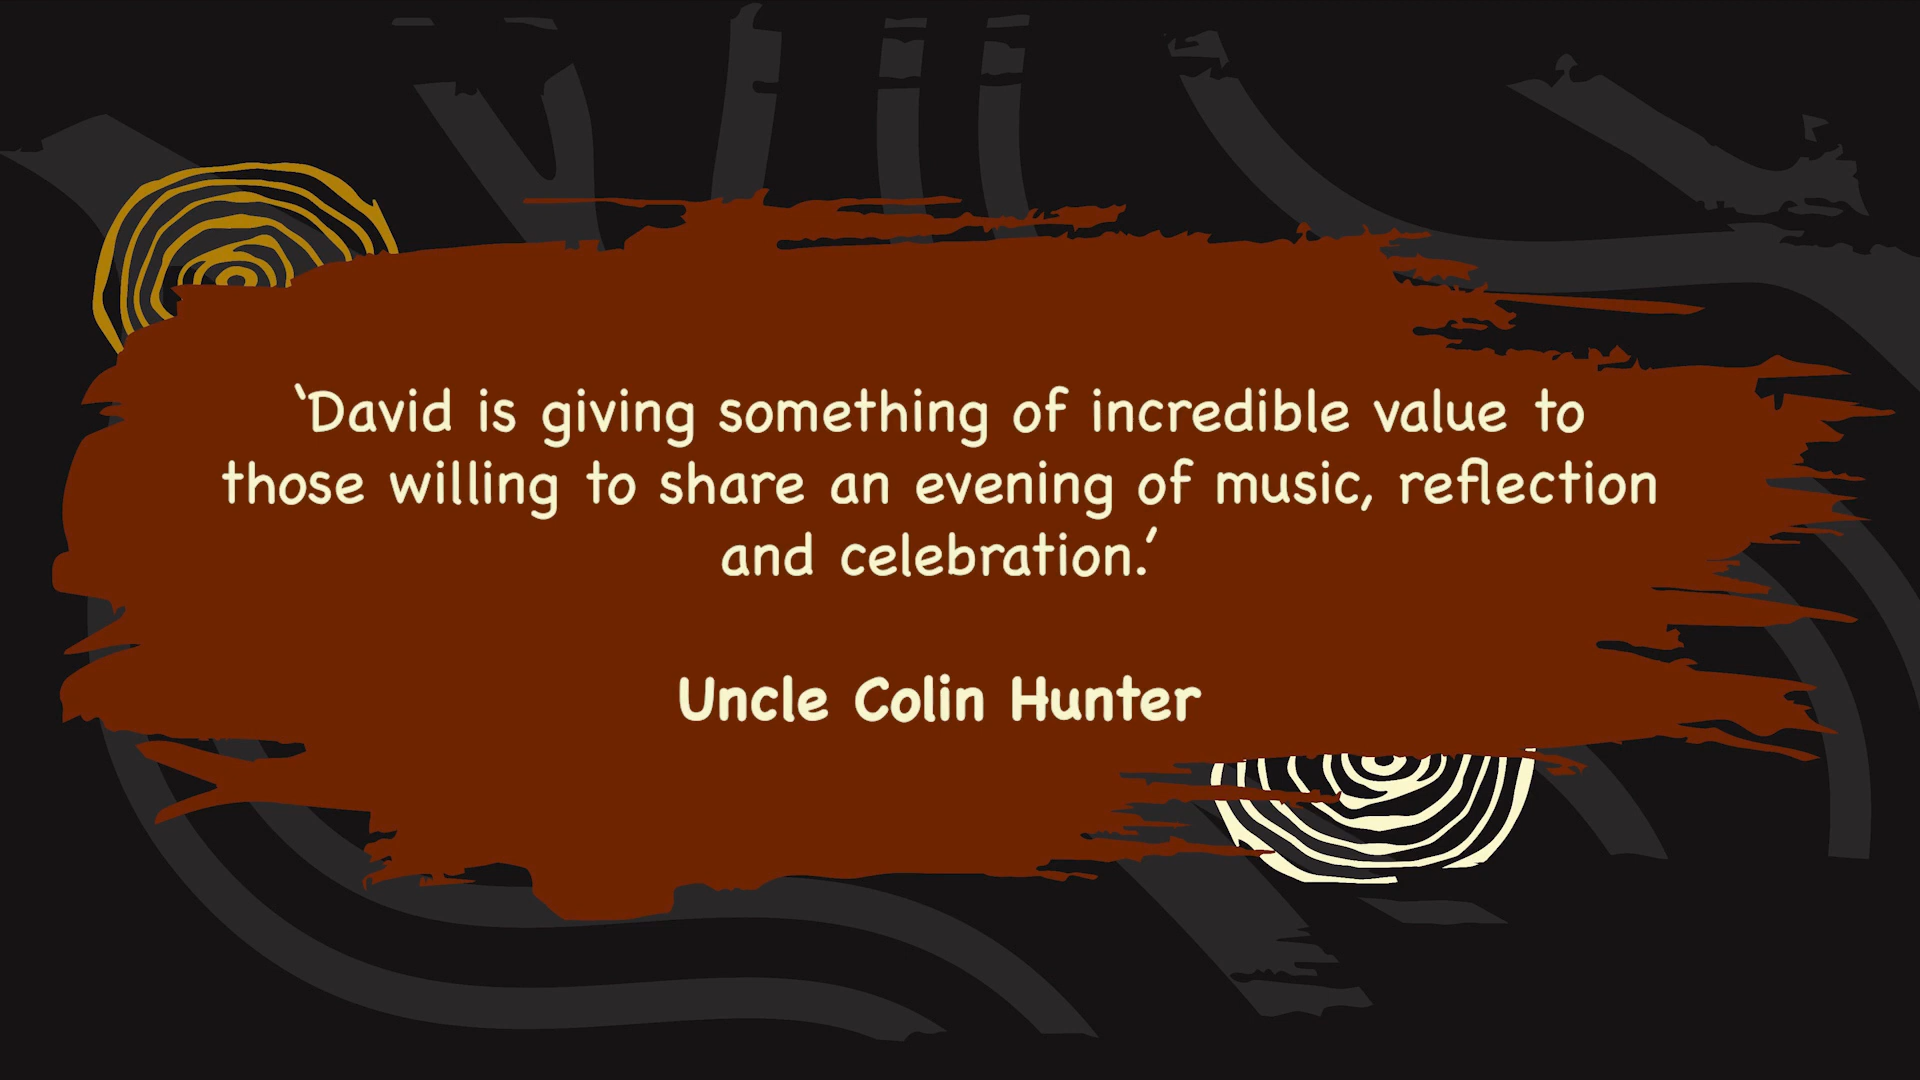 ‘David is giving something of incredible value to
those willing to share an evening of music, reflection
and celebration.’
Uncle Colin Hunter